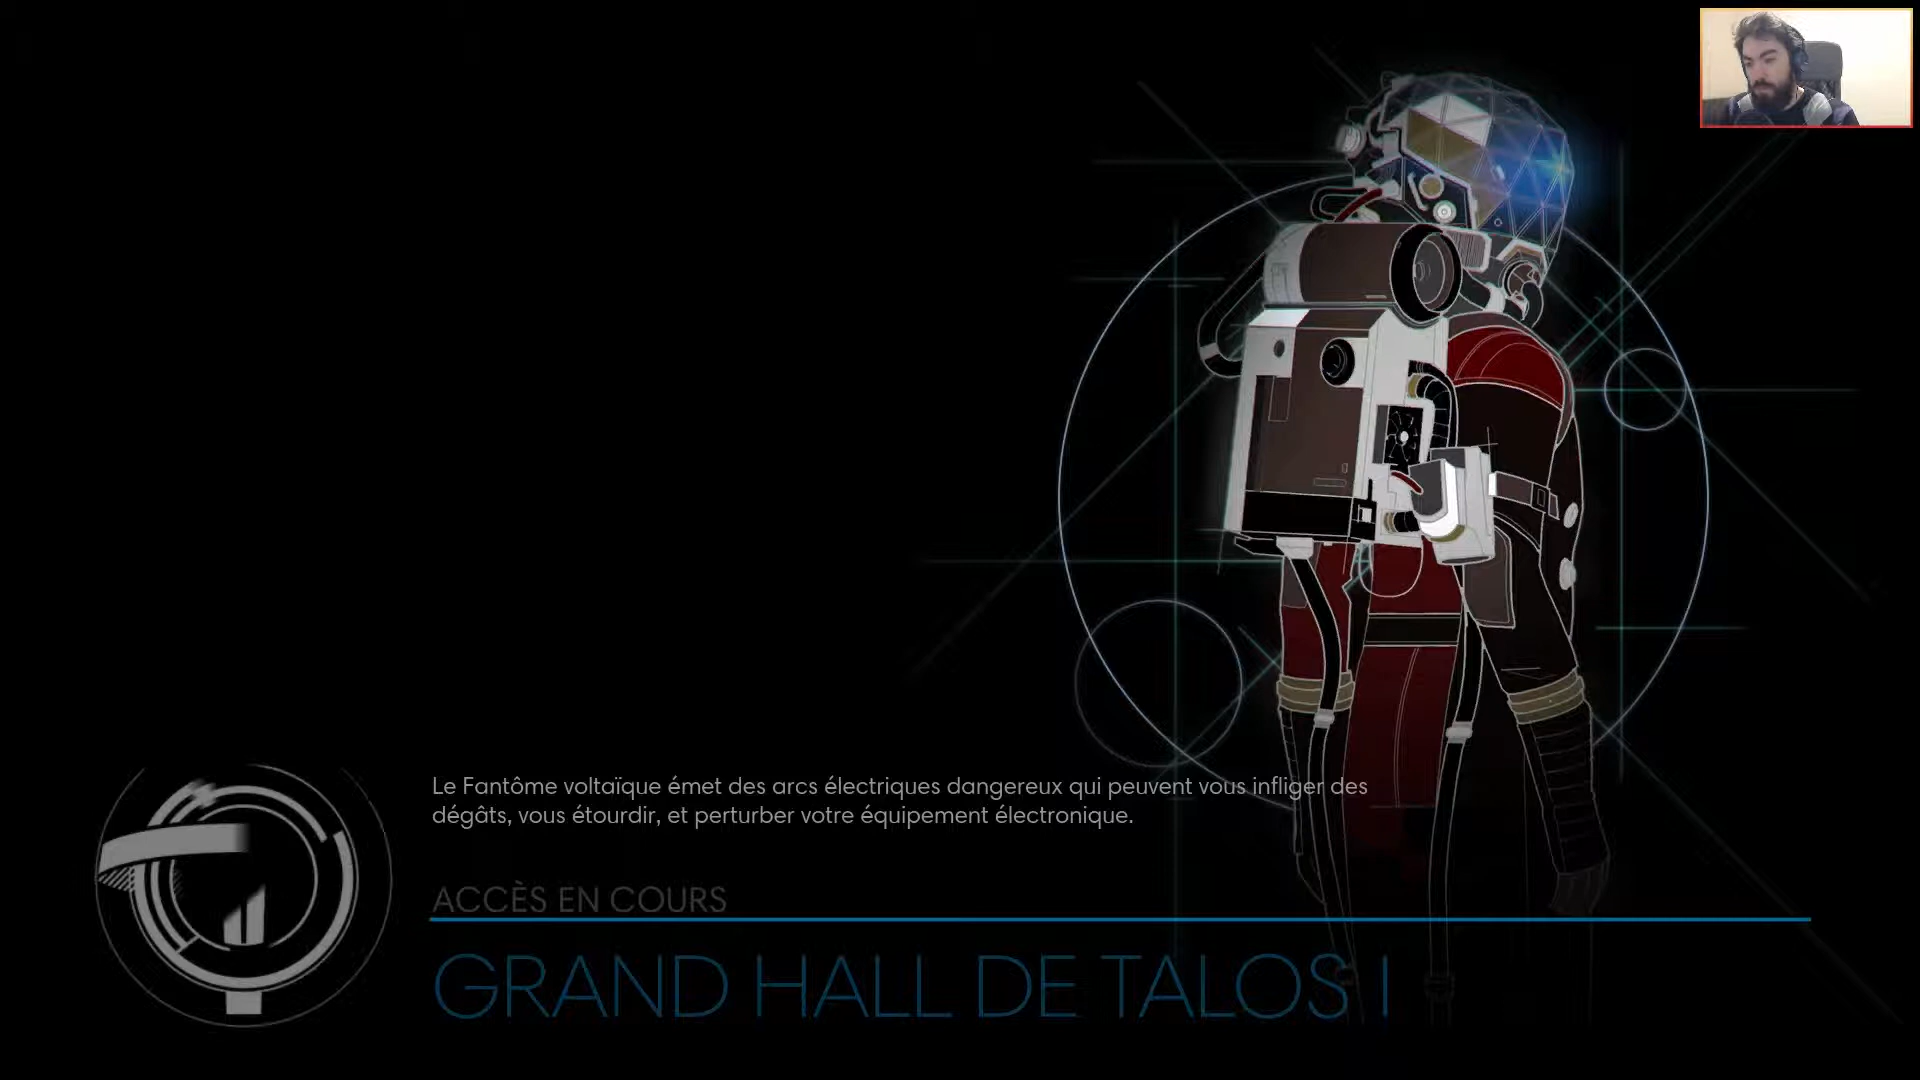 Le Fantôme voltaïque émet des arcs électriques dangereux qui peuvent vous infliger des
dégâts, vous étourdir, et perturber votre équipement électronique.
ACCÈS EN COURS
GRAND HALL DE TALOS I